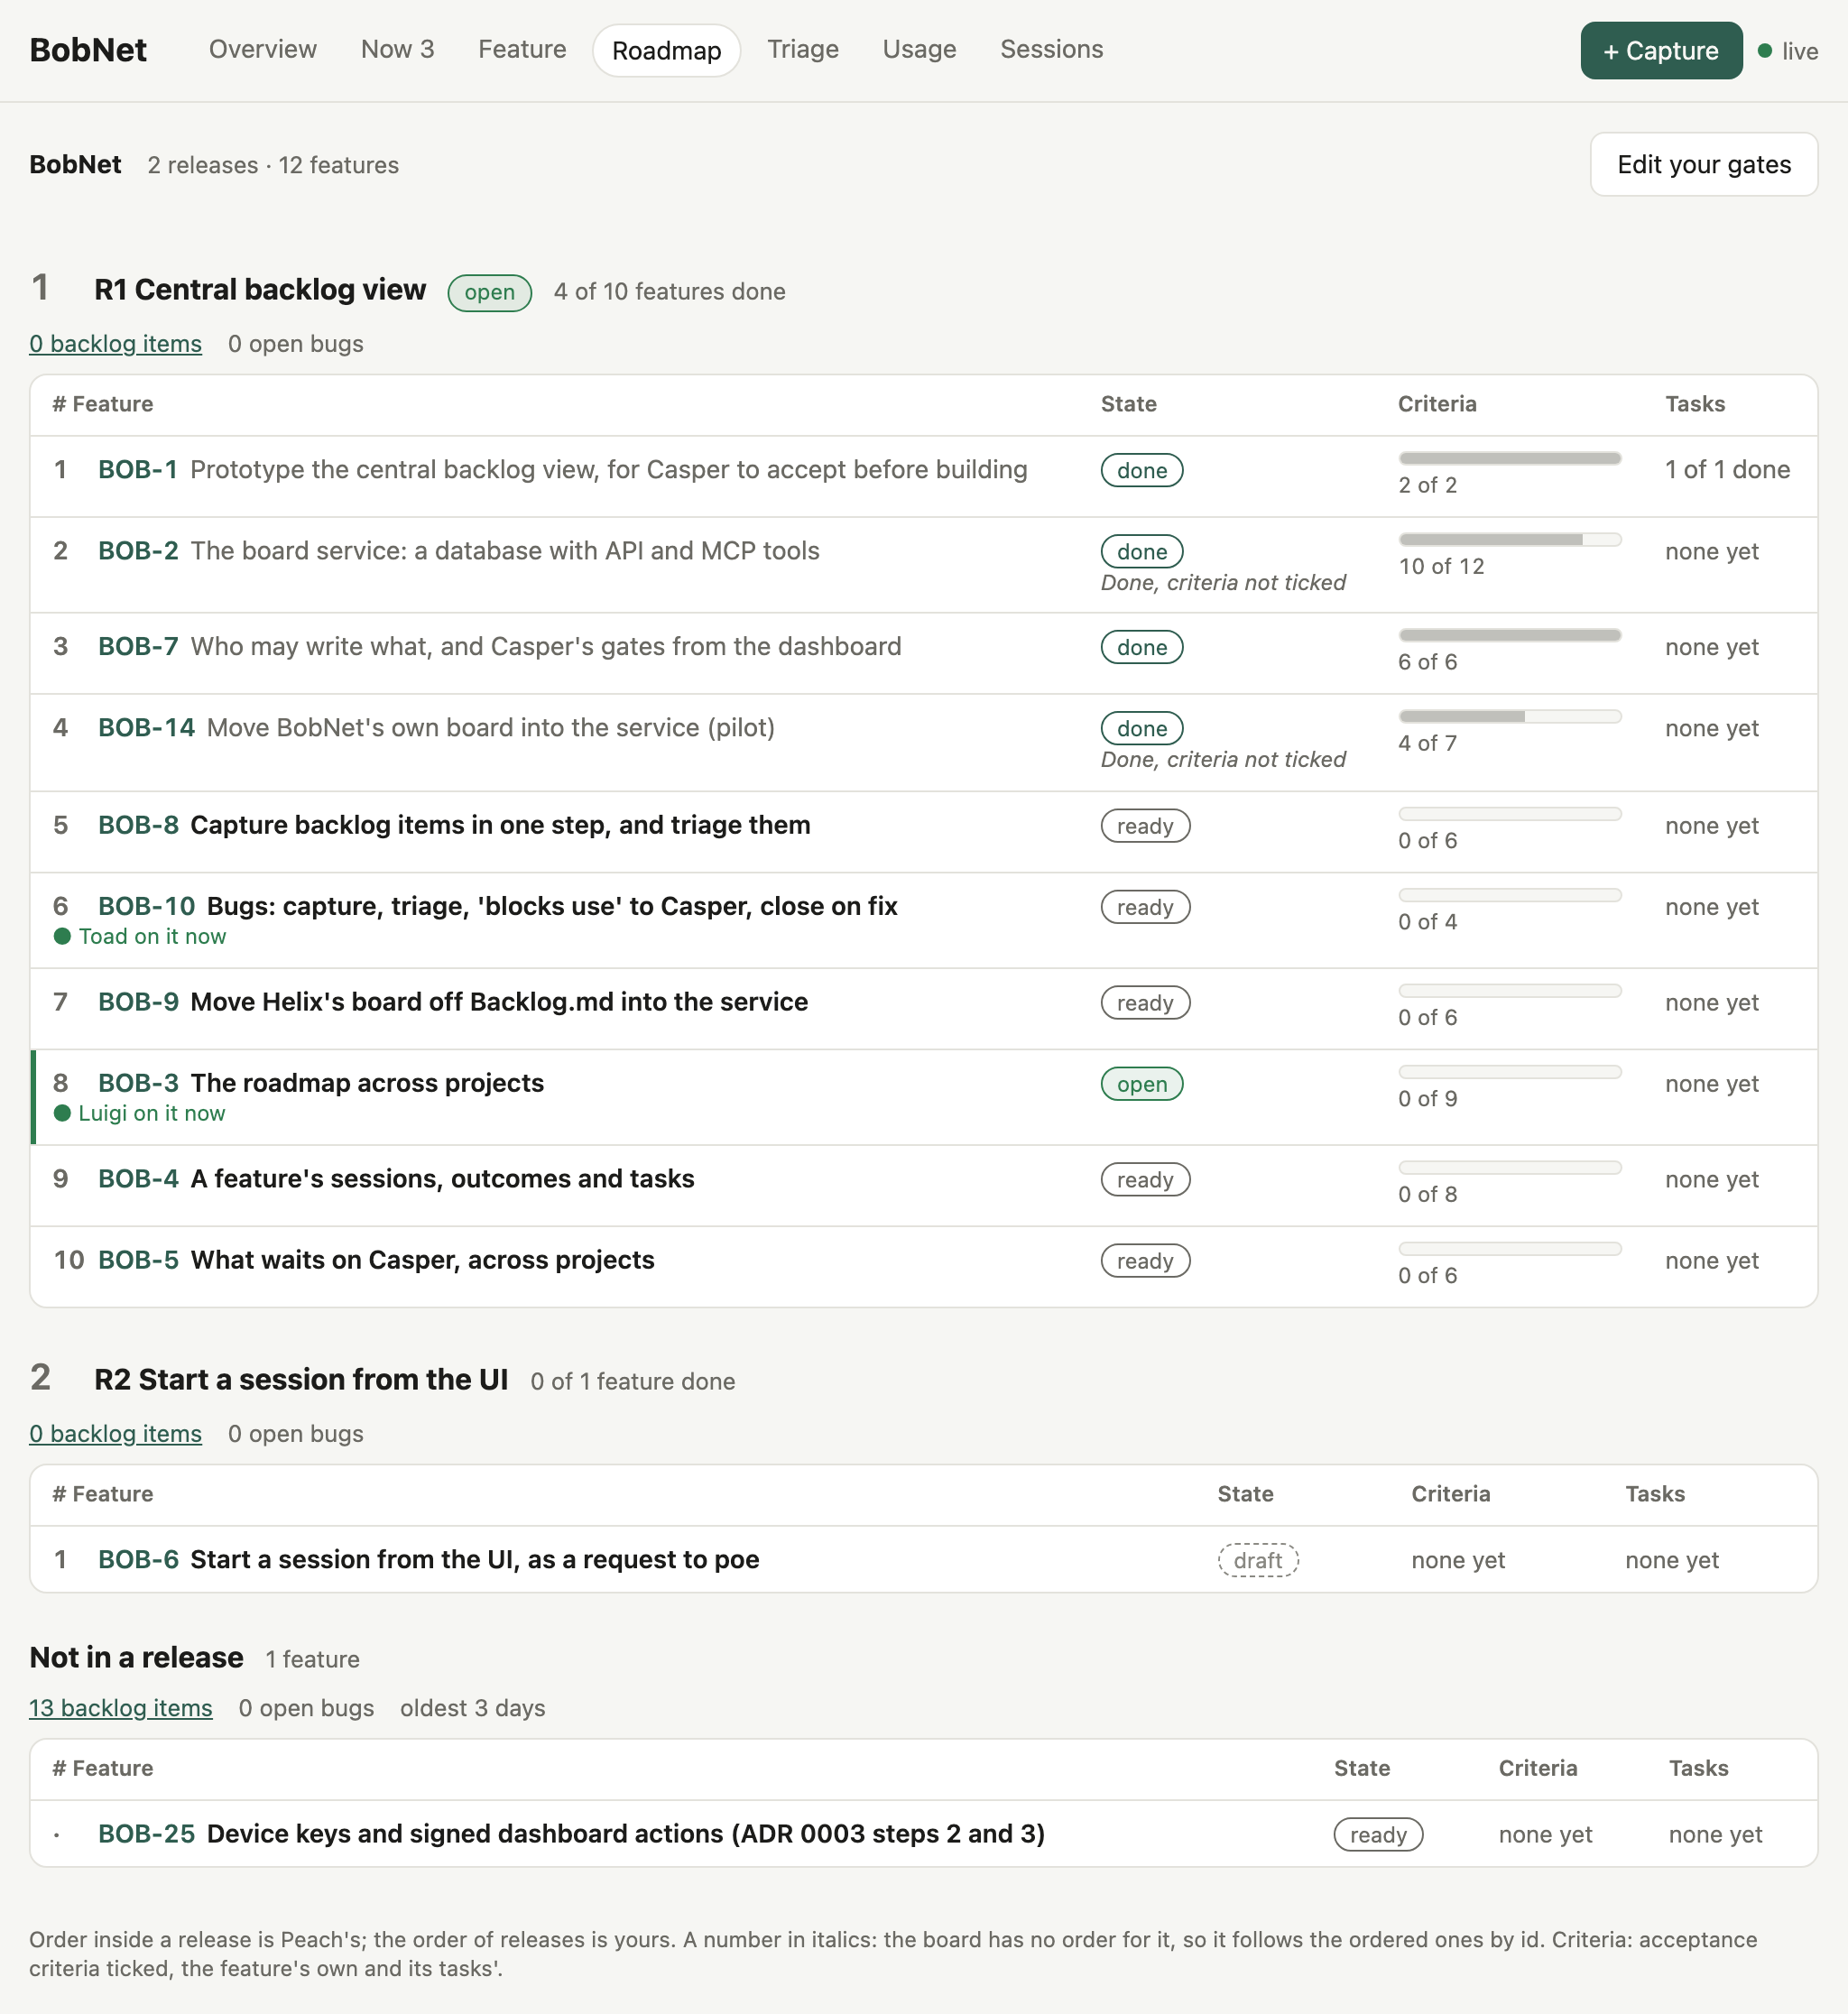 BobNet Overview Now 3 Feature Roadmap Triage Usage Sessions + Capture live
BobNet 2 releases · 12 features Edit your gates
1 R1 Central backlog view open 4 of 10 features done
0 backlog items 0 open bugs
# Feature State Criteria Tasks
1 BOB-1 Prototype the central backlog view, for Casper to accept before building done 1 of 1 done
2 of 2
2 BOB-2 The board service: a database with API and MCP tools done none yet
10 of 12
Done, criteria not ticked
3 BOB-7 Who may write what, and Casper's gates from the dashboard done none yet
6 of 6
4 BOB-14 Move BobNet's own board into the service (pilot) done none yet
4 of 7
Done, criteria not ticked
5 BOB-8 Capture backlog items in one step, and triage them ready none yet
0 of 6
6 BOB-10 Bugs: capture, triage, 'blocks use' to Casper, close on fix ready none yet
0 of 4
Toad on it now
7 BOB-9 Move Helix's board off Backlog.md into the service ready none yet
0 of 6
8 BOB-3 The roadmap across projects open none yet
0 of 9
Luigi on it now
9 BOB-4 A feature's sessions, outcomes and tasks ready none yet
0 of 8
10 BOB-5 What waits on Casper, across projects ready none yet
0 of 6
2 R2 Start a session from the UI 0 of 1 feature done
0 backlog items 0 open bugs
# Feature State Criteria Tasks
1 BOB-6 Start a session from the UI, as a request to poe draft none yet none yet
Not in a release 1 feature
13 backlog items 0 open bugs oldest 3 days
# Feature State Criteria Tasks
· BOB-25 Device keys and signed dashboard actions (ADR 0003 steps 2 and 3) ready none yet none yet
Order inside a release is Peach's; the order of releases is yours. A number in italics: the board has no order for it, so it follows the ordered ones by id. Criteria: acceptance
criteria ticked, the feature's own and its tasks'.